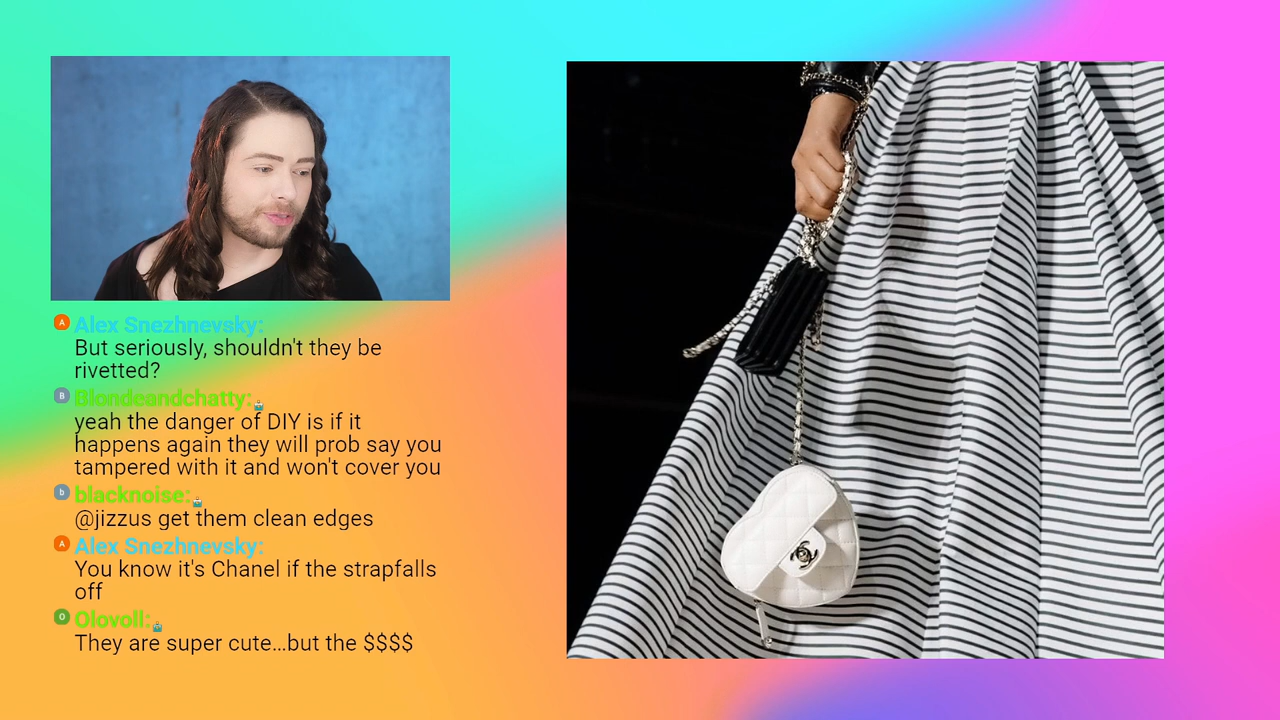 A Alex Snezhnevsky:
But seriously, shouldn't they be
rivetted?
B Blondeandchatty:
yeah the danger of DIY is if it
happens again they will prob say you
tampered with it and won't cover you
b blacknoise:
@jizzus get them clean edges
A Alex Snezhnevsky:
You know it's Chanel if the strapfalls
off
O Olovoll:
They are super cute...but the $$$$